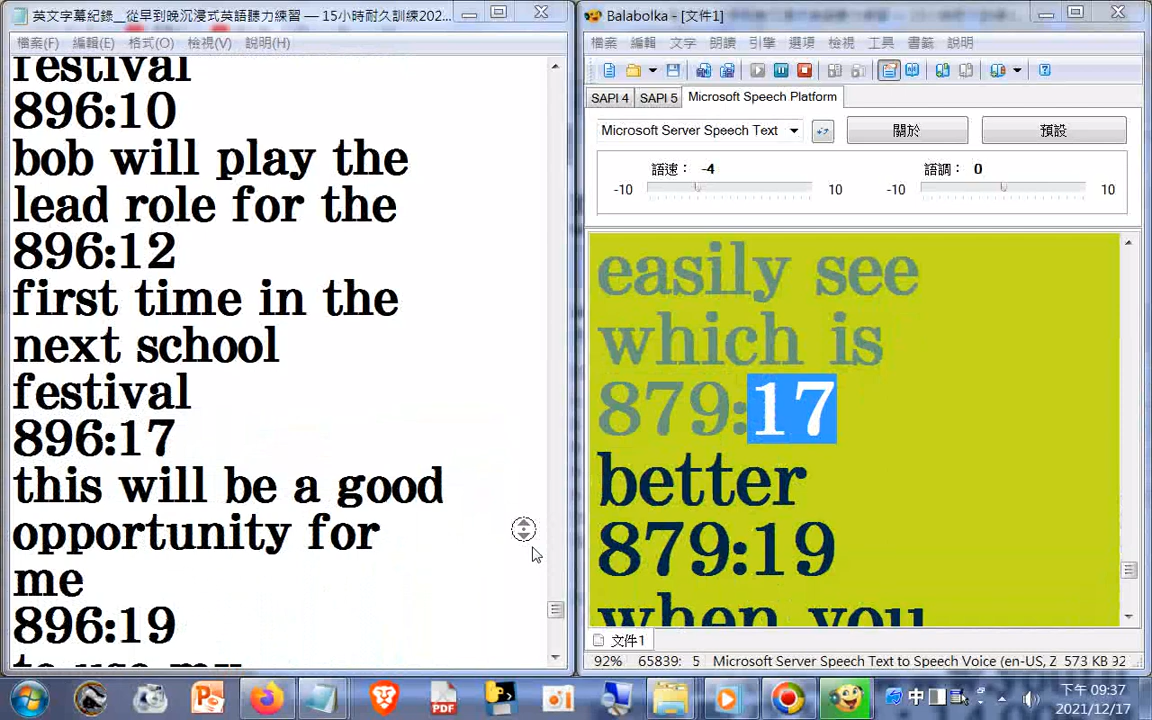 英文字幕紀錄__從早到晚沉浸式英語聽力練習 — 15小時耐久訓練202...
檔案(F) 編輯(E) 格式(O) 檢視(V) 說明(H)
festival
896:10
bob will play the
lead role for the
896:12
first time in the
next school
festival
896:17
this will be a good
opportunity for
me
896:19
to use my
Balabolka - [文件1]
檔案 編輯 文字 朗讀 引擎 選項 檢視 工具 書籤 說明
SAPI 4 SAPI 5 Microsoft Speech Platform
Microsoft Server Speech Text 關於 預設
語速： -4 語調： 0
-10 10 -10 10
easily see
which is
879:17
better
879:19
when you
文件1
92% 65839: 5 Microsoft Server Speech Text to Speech Voice (en-US, Z 573 KB 92
PDF 中 下午 09:37
2021/12/17